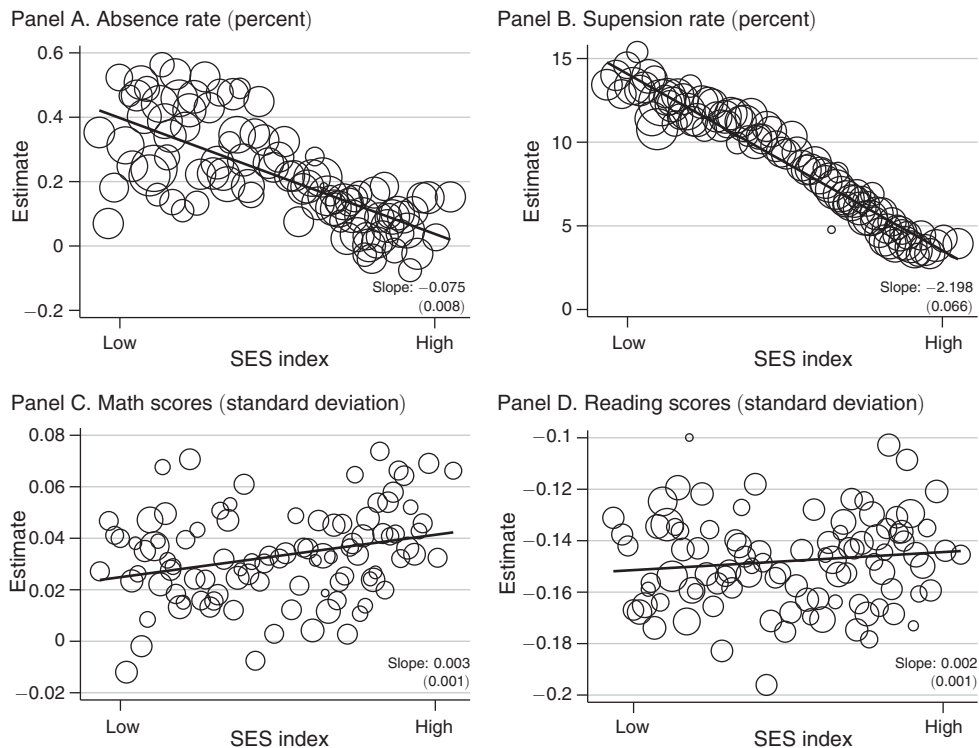 Panel A. Absence rate (percent)
0.6
0.4
0.2
0
−0.2
Estimate
Slope: −0.075
(0.008)
Low
High
SES index
Panel B. Supension rate (percent)
15
10
5
0
Estimate
Slope: −2.198
(0.066)
Low
High
SES index
Panel C. Math scores (standard deviation)
0.08
0.06
0.04
0.02
0
−0.02
Estimate
Slope: 0.003
(0.001)
Low
High
SES index
Panel D. Reading scores (standard deviation)
−0.1
−0.12
−0.14
−0.16
−0.18
−0.2
Estimate
Slope: 0.002
(0.001)
Low
High
SES index